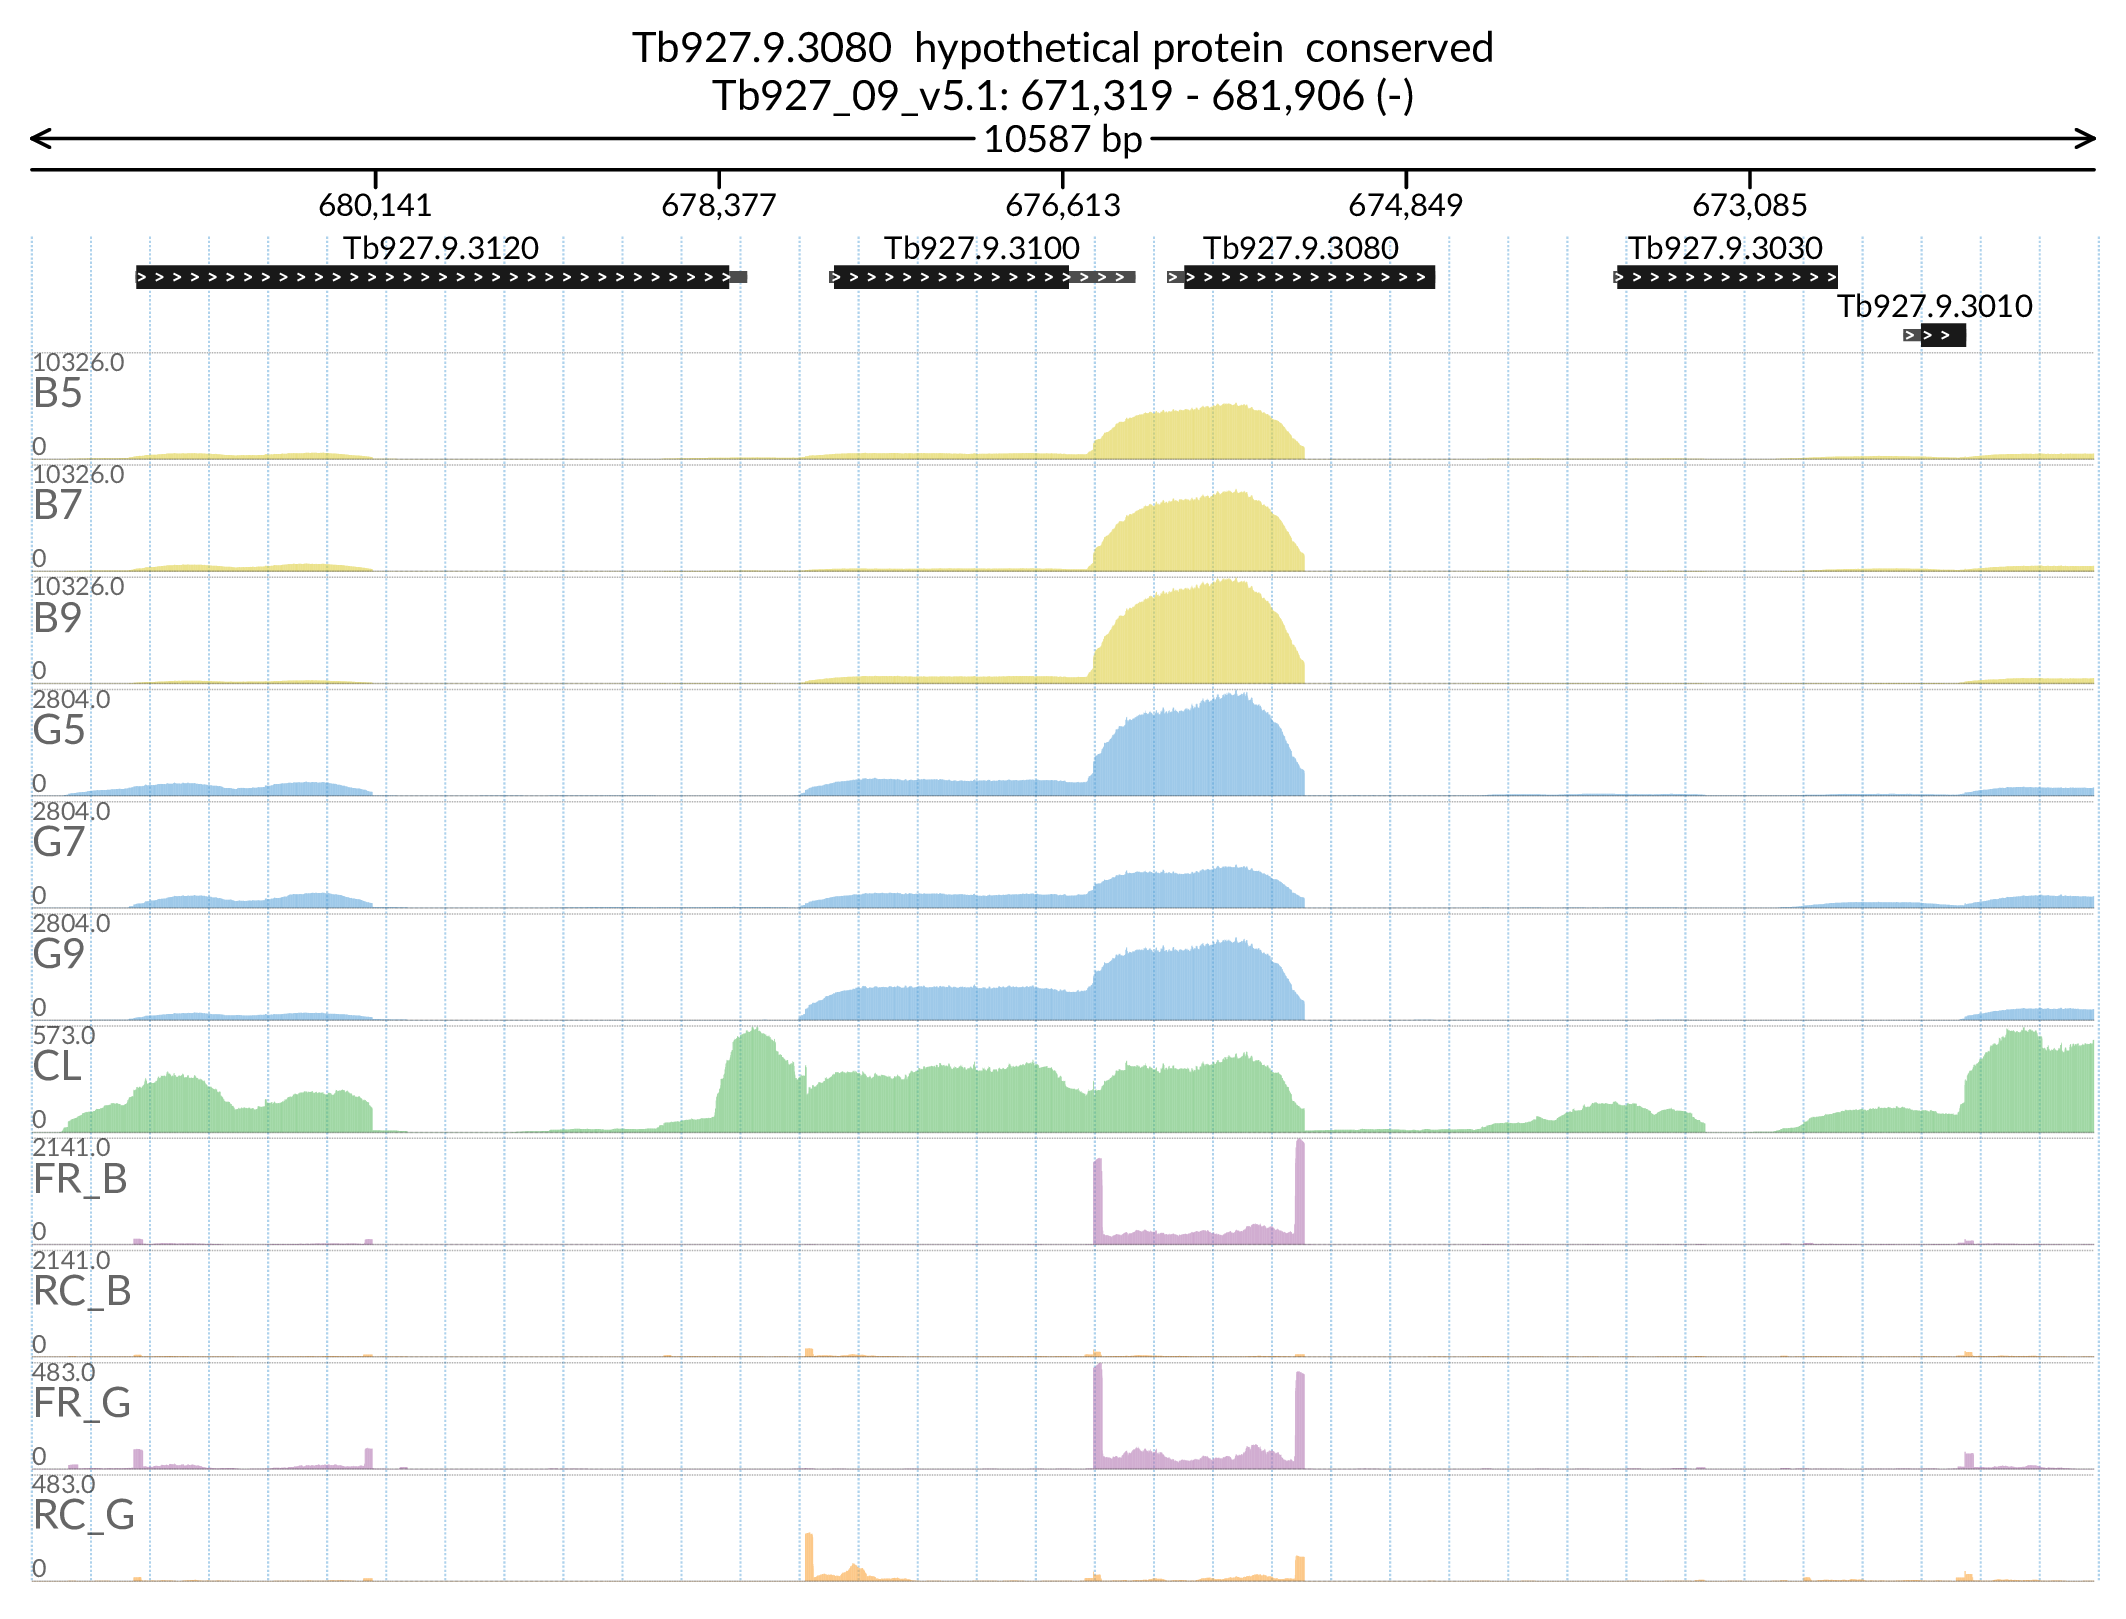 Tb927.9.3080 hypothetical protein conserved
Tb927_09_v5.1: 671,319 - 681,906 (-)
10587 bp
680,141 678,377 676,613 674,849 673,085
Tb927.9.3120 Tb927.9.3100 Tb927.9.3080 Tb927.9.3030
Tb927.9.3010
10326.0
B5
0
10326.0
B7
0
10326.0
B9
0
2804.0
G5
0
2804.0
G7
0
2804.0
G9
0
573.0
CL
0
2141.0
FR_B
0
2141.0
RC_B
0
483.0
FR_G
0
483.0
RC_G
0